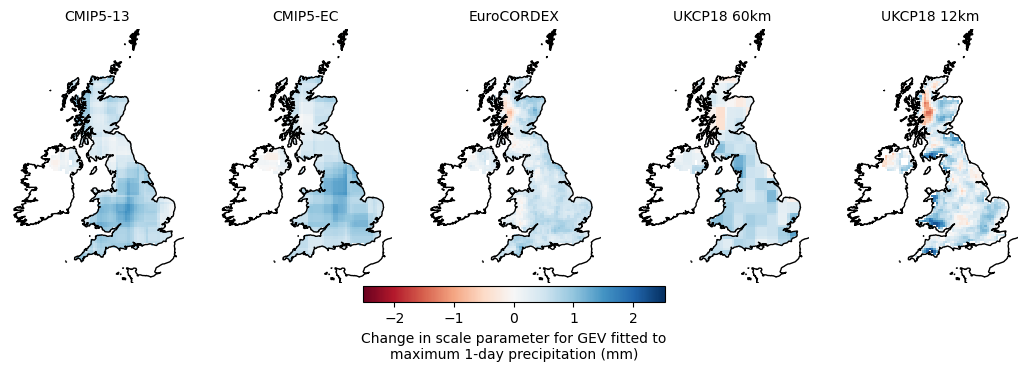 CMIP5-13
CMIP5-EC
EuroCORDEX
UKCP18 60km
UKCP18 12km
−2
−1
0
1
2
Change in scale parameter for GEV fitted to
maximum 1-day precipitation (mm)